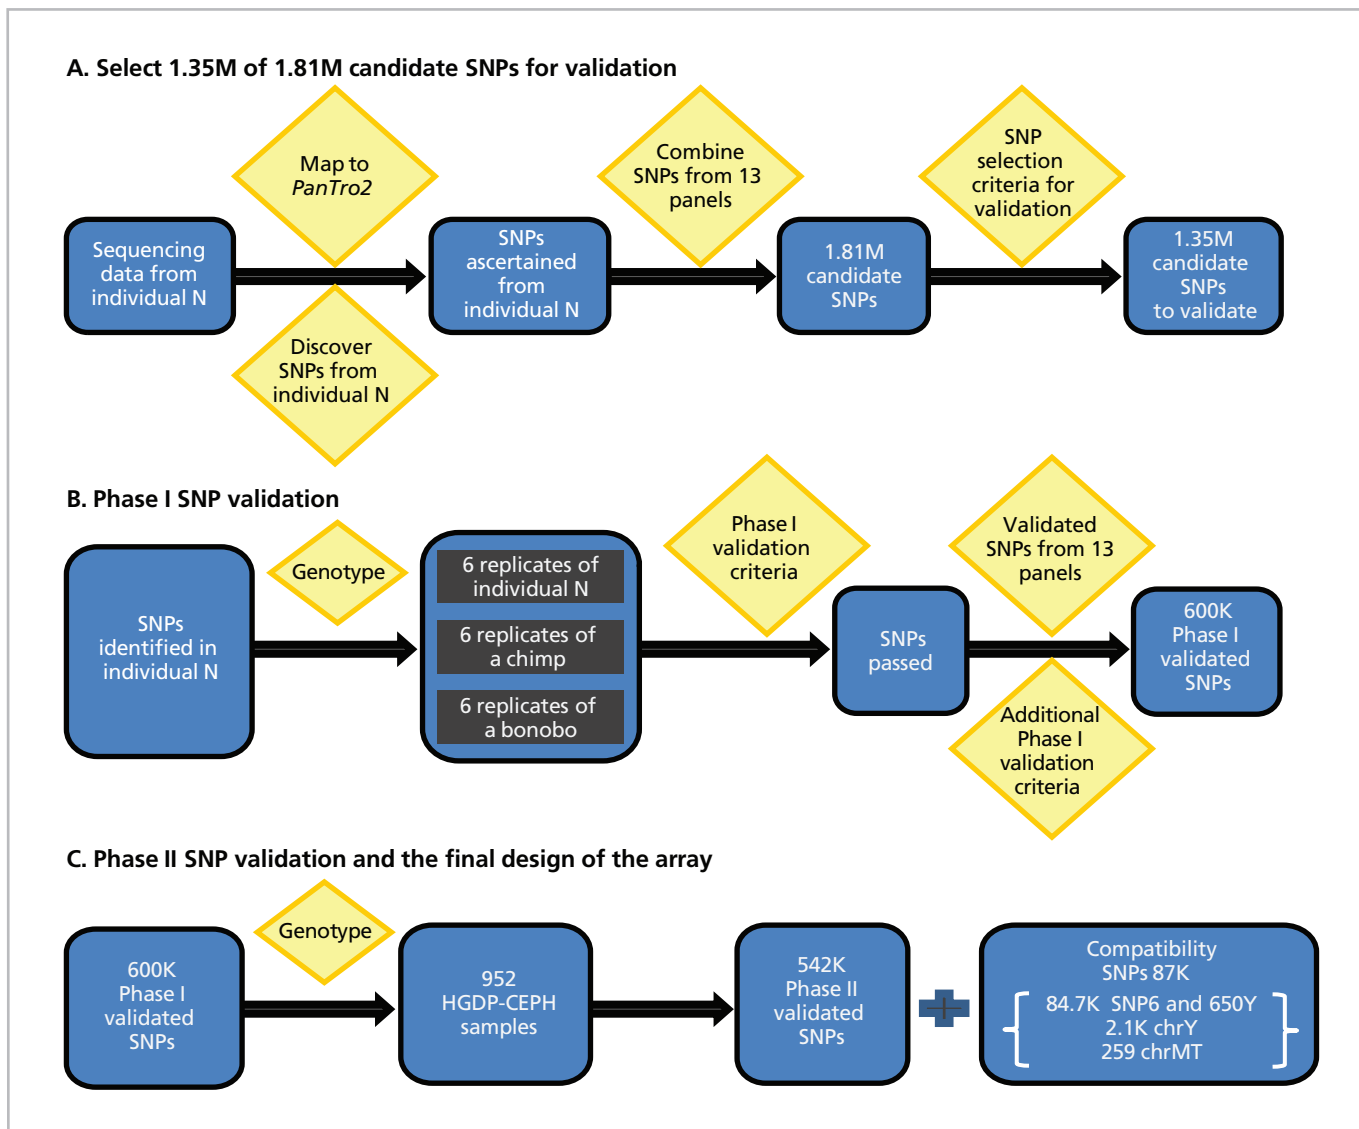 A. Select 1.35M of 1.81M candidate SNPs for validation
Map to
PanTro2
Combine
SNPs from 13
panels
SNP
selection
criteria for
validation
Sequencing
data from
individual N
SNPs
ascertained
from
individual N
1.81M
candidate
SNPs
1.35M
candidate
SNPs
to validate
Discover
SNPs from
individual N
B. Phase I SNP validation
Genotype
Phase I
validation
criteria
Validated
SNPs from 13
panels
SNPs
identified in
individual N
6 replicates of
individual N
6 replicates of
a chimp
6 replicates of
a bonobo
SNPs
passed
600K
Phase I
validated
SNPs
Additional
Phase I
validation
criteria
C. Phase II SNP validation and the final design of the array
Genotype
600K
Phase I
validated
SNPs
952
HGDP-CEPH
samples
542K
Phase II
validated
SNPs
Compatibility
SNPs 87K
84.7K SNP6 and 650Y
2.1K chrY
259 chrMT